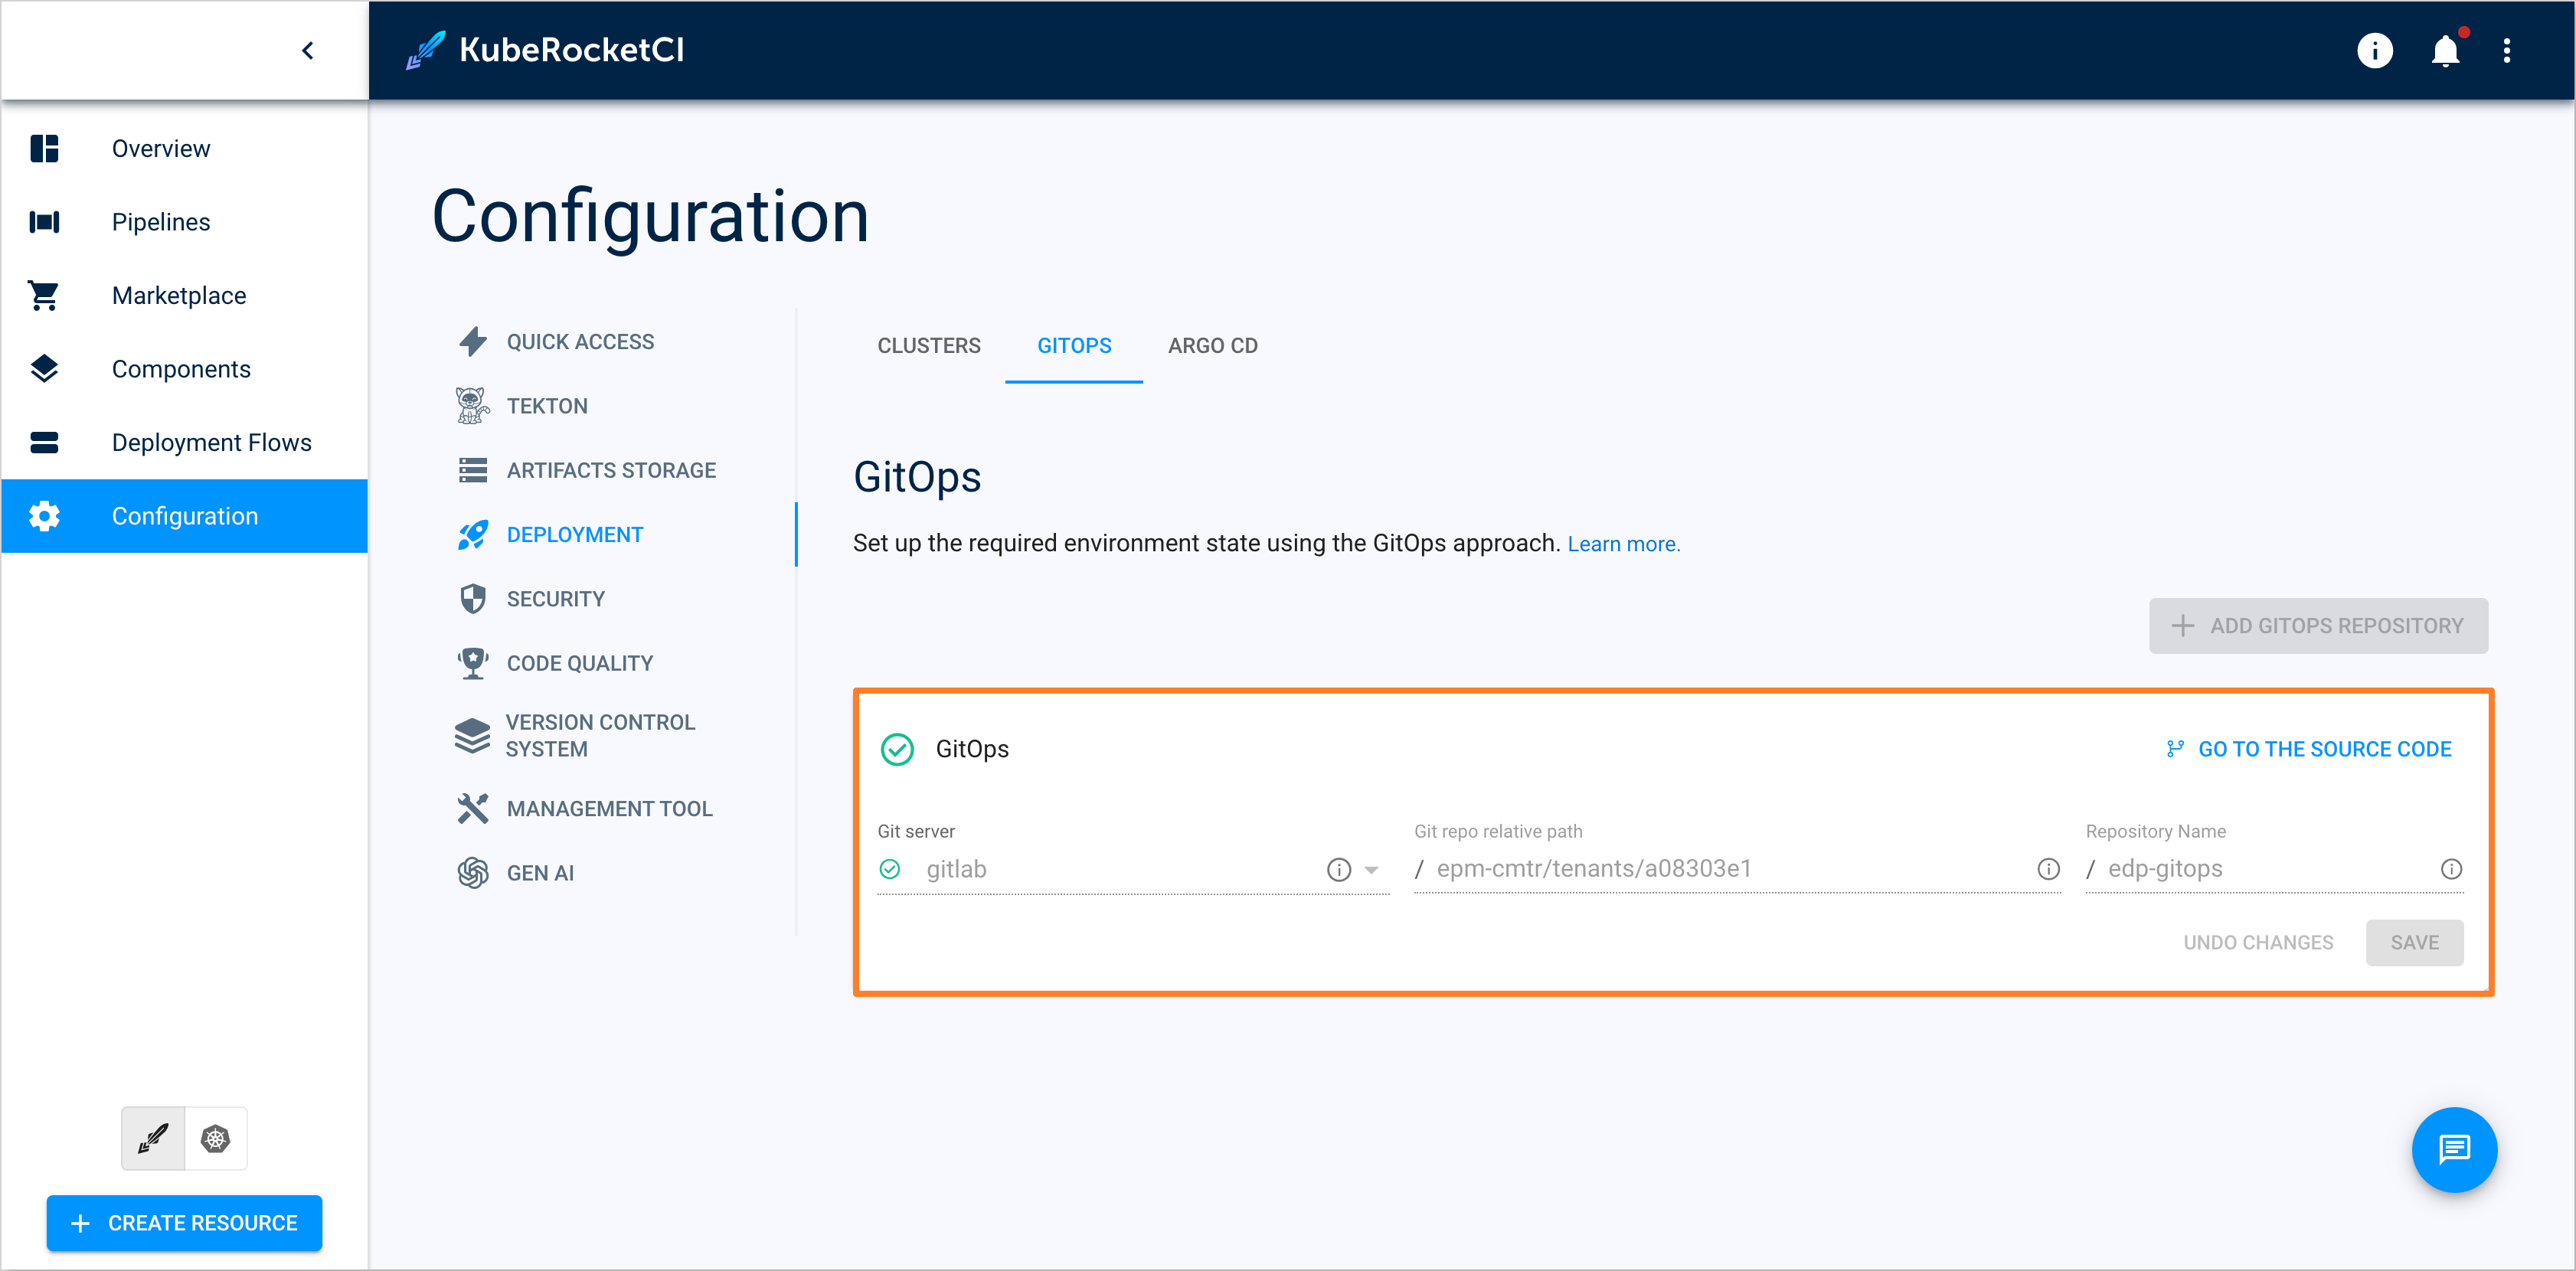 KubeRocketCI
Overview
Pipelines
Marketplace
Components
Deployment Flows
Configuration
CREATE RESOURCE
Configuration
QUICK ACCESS
TEKTON
ARTIFACTS STORAGE
DEPLOYMENT
SECURITY
CODE QUALITY
VERSION CONTROL
SYSTEM
MANAGEMENT TOOL
GEN AI
CLUSTERS GITOPS ARGO CD
GitOps
Set up the required environment state using the GitOps approach. Learn more.
ADD GITOPS REPOSITORY
GitOps GO TO THE SOURCE CODE
Git server Git repo relative path Repository Name
gitlab / epm-cmtr/tenants/a08303e1 / edp-gitops
UNDO CHANGES SAVE